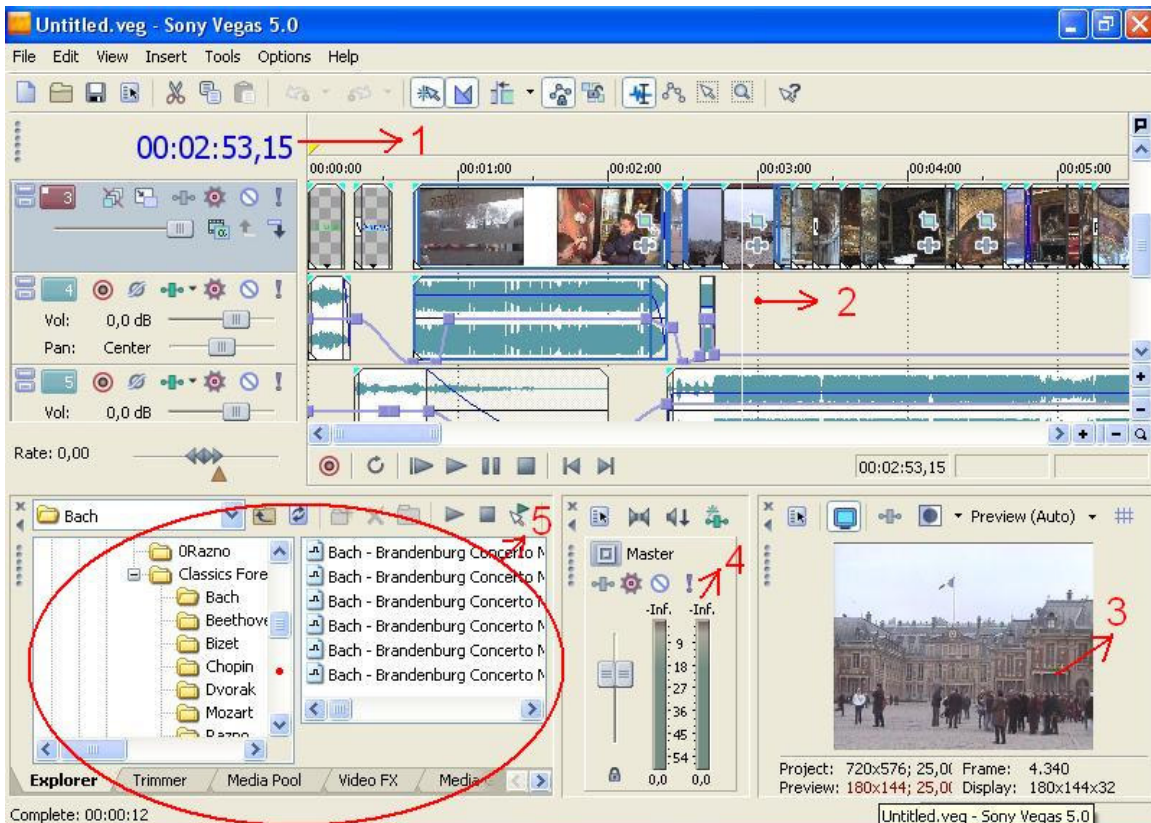 Untitled.veg - Sony Vegas 5.0
File Edit View Insert Tools Options Help
00:02:53,15
1
00:00:00 00:01:00 00:02:00 00:03:00 00:04:00 00:05:00
3
4
Vol: 0,0 dB
Pan: Center
2
5
Vol: 0,0 dB
Rate: 0,00
00:02:53,15
Bach
5
0Razno
Classics Fore
Bach
Beethove
Bizet
Chopin
Dvorak
Mozart
Razno
Bach - Brandenburg Concerto N
Bach - Brandenburg Concerto N
Bach - Brandenburg Concerto N
Bach - Brandenburg Concerto N
Bach - Brandenburg Concerto N
Bach - Brandenburg Concerto N
Explorer Trimmer Media Pool Video FX Media
Complete: 00:00:12
Master
4
-Inf. -Inf.
9
18
27
36
45
54
0,0 0,0
Preview (Auto)
3
Project: 720x576; 25,0( Frame: 4.340
Preview: 180x144; 25,0( Display: 180x144x32
Untitled.veg - Sony Vegas 5.0